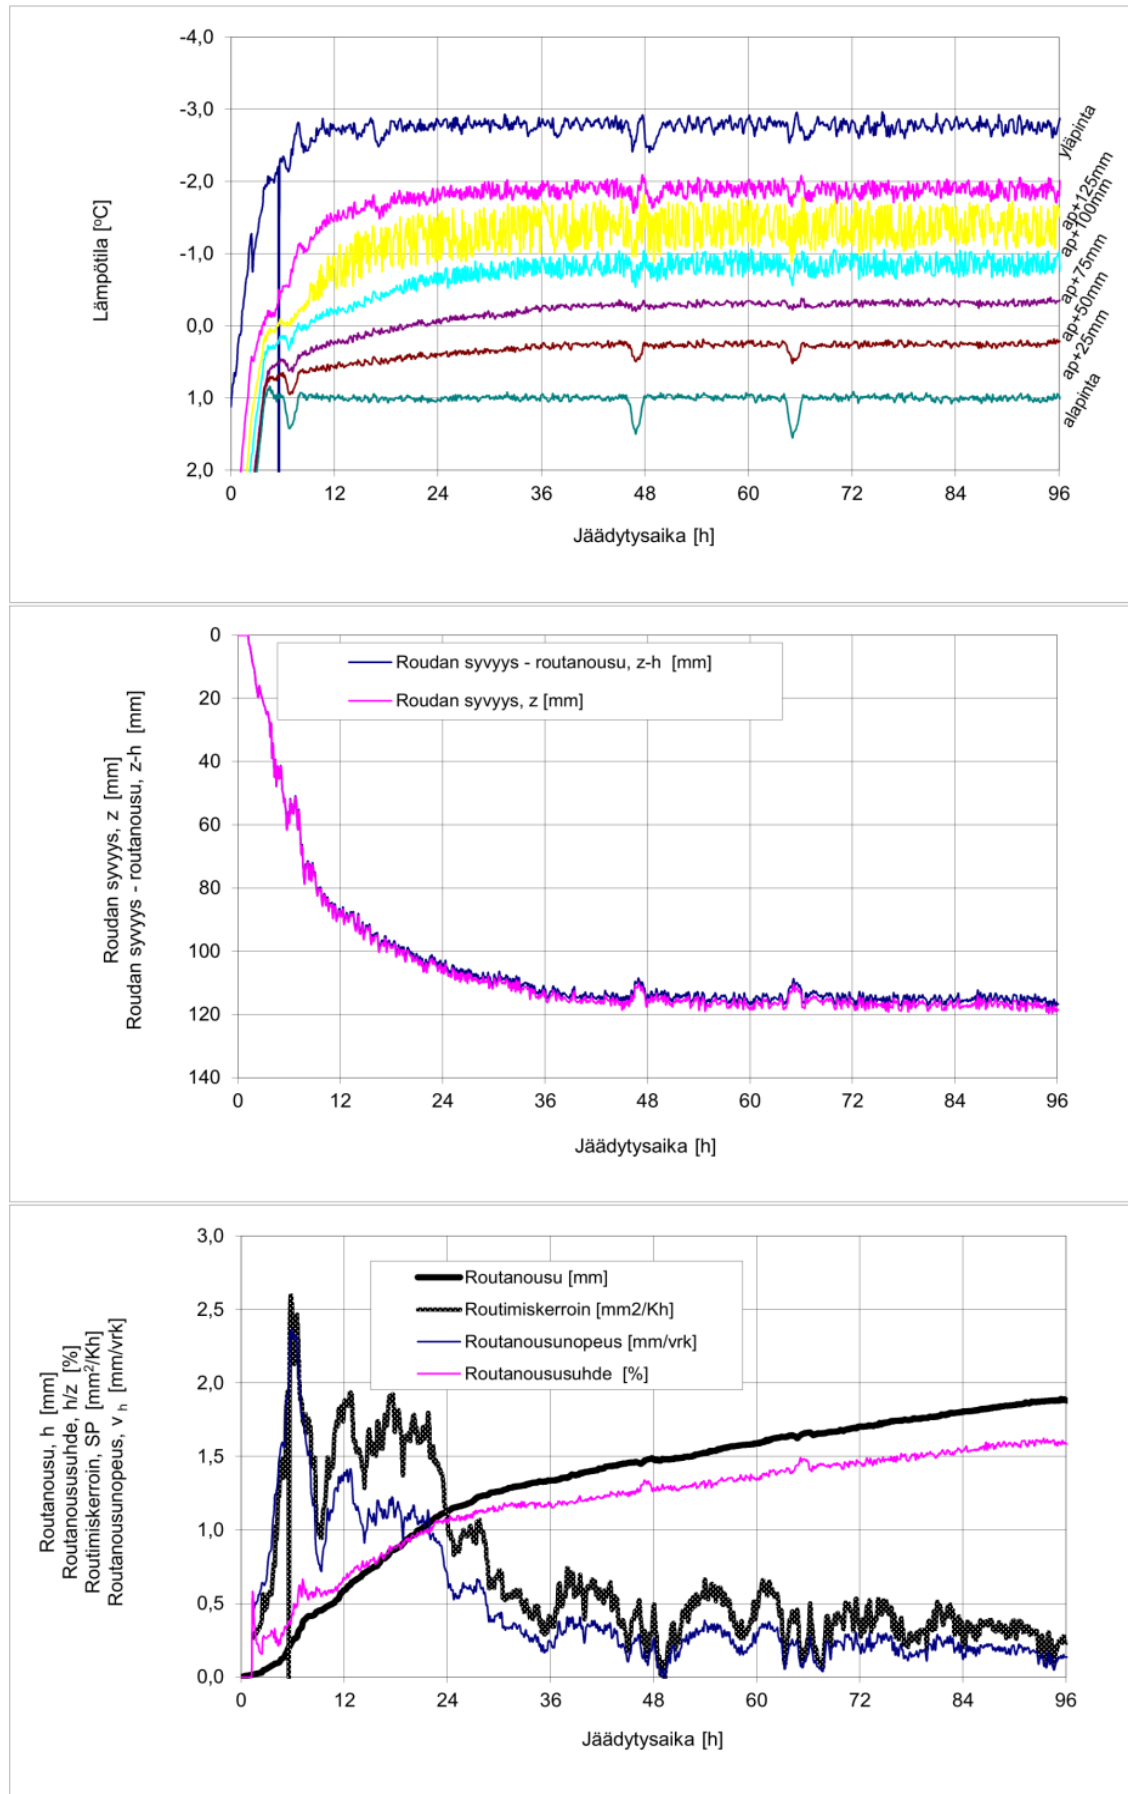 -4,0
-3,0
-2,0
-1,0
0,0
1,0
2,0
Lämpötila [ºC]
0 12 24 36 48 60 72 84 96
Jäädytysaika [h]
yläpinta
ap+125mm
ap+100mm
ap+75mm
ap+50mm
ap+25mm
alapinta
0
20
40
60
80
100
120
140
Roudan syvyys, z [mm]
Roudan syvyys - routanousu, z-h [mm]
Roudan syvyys - routanousu, z-h [mm]
Roudan syvyys, z [mm]
0 12 24 36 48 60 72 84 96
Jäädytysaika [h]
3,0
2,5
2,0
1,5
1,0
0,5
0,0
Routanousu, h [mm]
Routanoususuhde, h/z [%]
Routimiskerroin, SP [mm²/Kh]
Routanousunopeus, v h [mm/vrk]
Routanousu [mm]
Routimiskerroin [mm2/Kh]
Routanousunopeus [mm/vrk]
Routanoususuhde [%]
0 12 24 36 48 60 72 84 96
Jäädytysaika [h]